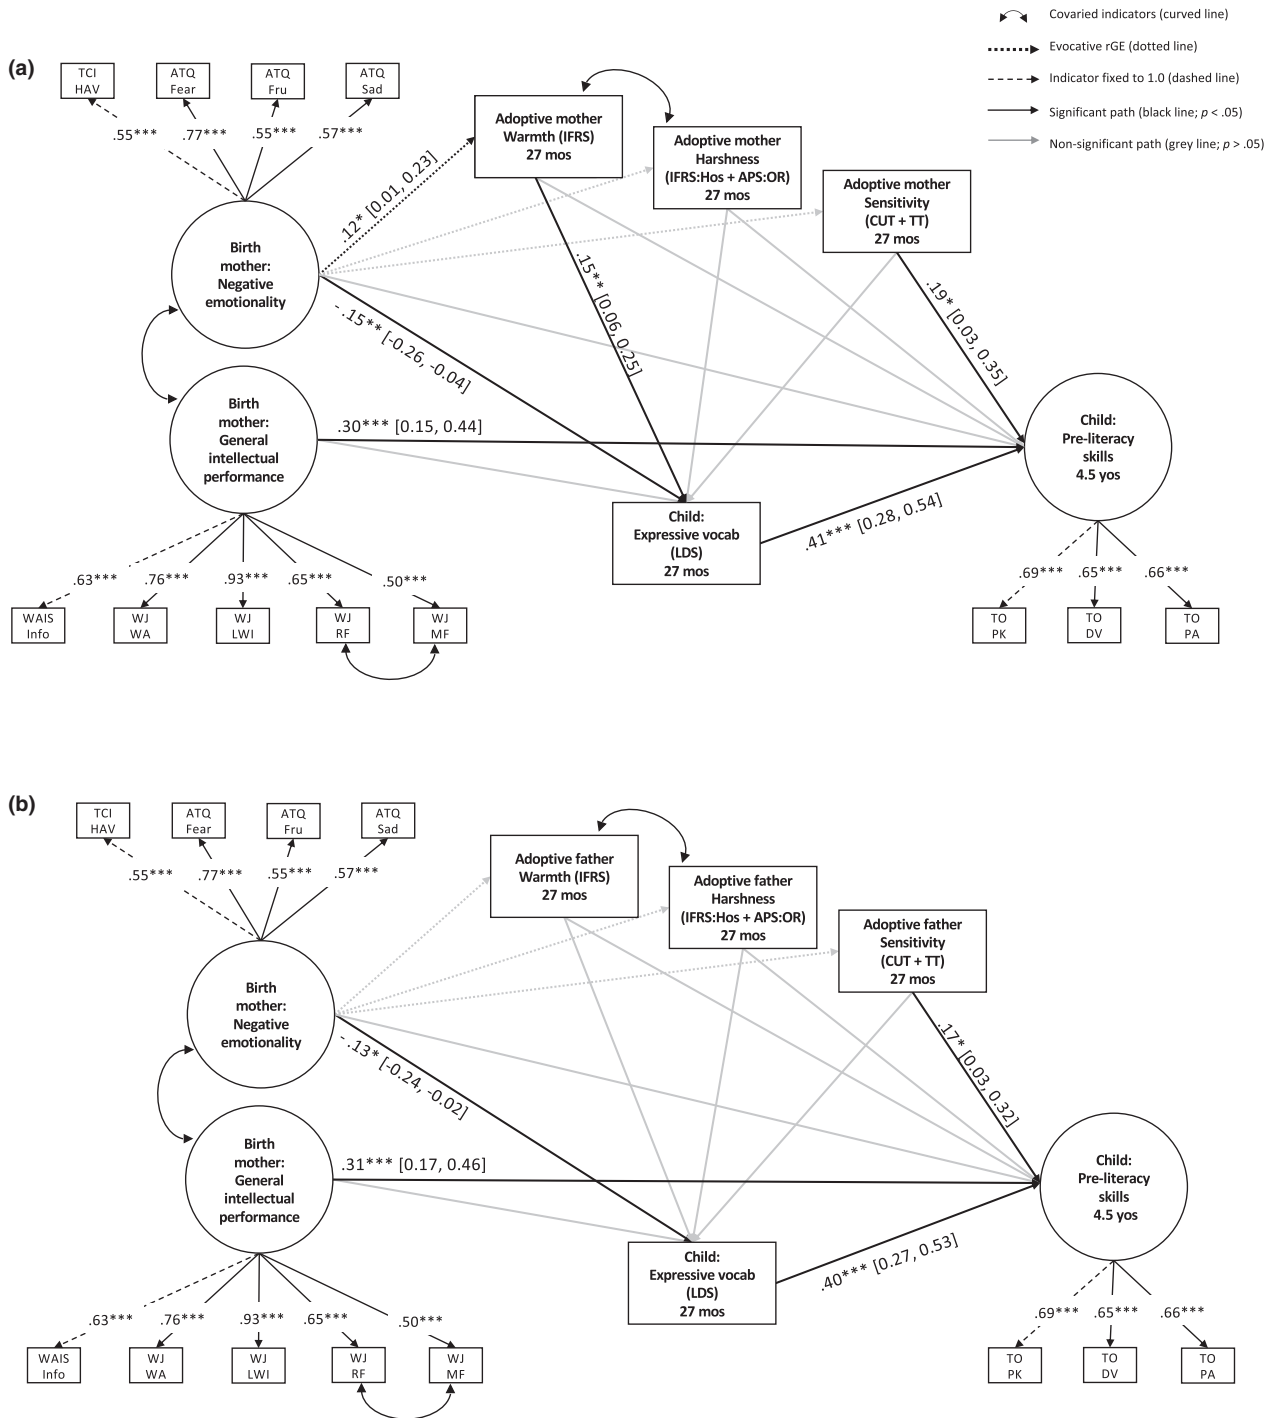 Covaried indicators (curved line)
Evocative rGE (dotted line)
Indicator fixed to 1.0 (dashed line)
Significant path (black line; p < .05)
Non-significant path (grey line; p > .05)
(a)
TCI
HAV
ATQ
Fear
ATQ
Fru
ATQ
Sad
.55***
.77***
.55***
.57***
Adoptive mother
Warmth (IFRS)
27 mos
Adoptive mother
Harshness
(IFRS:Hos + APS:OR)
27 mos
Adoptive mother
Sensitivity
(CUT + TT)
27 mos
Birth
mother:
Negative
emotionality
.12* [0.01, 0.23]
.15** [0.06, 0.25]
.19* [0.03, 0.35]
-.15** [-0.26, -0.04]
Birth
mother:
General
intellectual
performance
.30*** [0.15, 0.44]
Child:
Pre-literacy
skills
4.5 yos
Child:
Expressive vocab
(LDS)
27 mos
.41*** [0.28, 0.54]
.63***
.76***
.93***
.65***
.50***
WAIS
Info
WJ
WA
WJ
LWI
WJ
RF
WJ
MF
.69***
.65***
.66***
TO
PK
TO
DV
TO
PA
(b)
TCI
HAV
ATQ
Fear
ATQ
Fru
ATQ
Sad
.55***
.77***
.55***
.57***
Adoptive father
Warmth (IFRS)
27 mos
Adoptive father
Harshness
(IFRS:Hos + APS:OR)
27 mos
Adoptive father
Sensitivity
(CUT + TT)
27 mos
Birth
mother:
Negative
emotionality
-.13* [-0.24, -0.02]
.17* [0.03, 0.32]
Birth
mother:
General
intellectual
performance
.31*** [0.17, 0.46]
Child:
Pre-literacy
skills
4.5 yos
Child:
Expressive vocab
(LDS)
27 mos
.40*** [0.27, 0.53]
.63***
.76***
.93***
.65***
.50***
WAIS
Info
WJ
WA
WJ
LWI
WJ
RF
WJ
MF
.69***
.65***
.66***
TO
PK
TO
DV
TO
PA